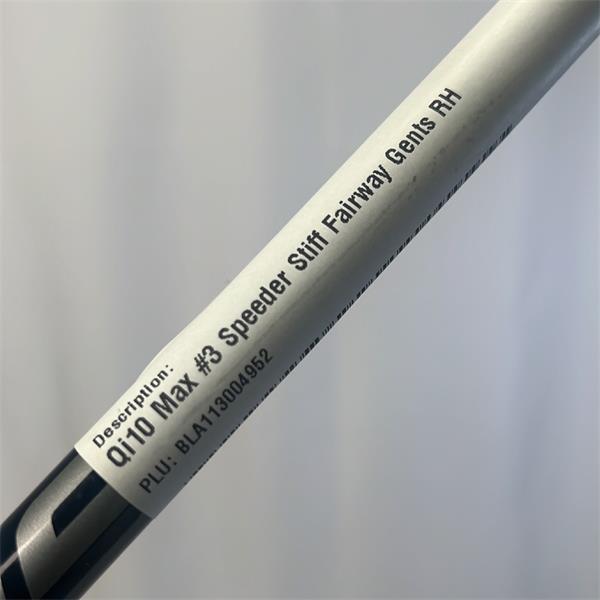 Description:
Qi10 Max #3 Speeder Stiff Fairway Gents RH
PLU: BLA113004952